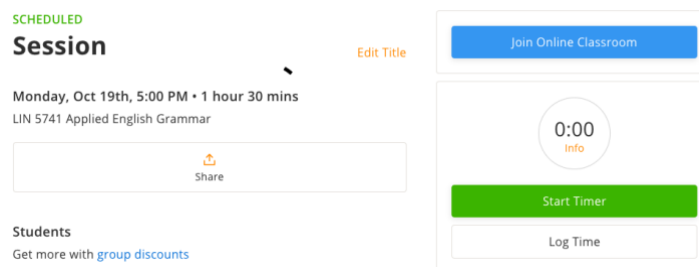 SCHEDULED
Session
Edit Title
Monday, Oct 19th, 5:00 PM • 1 hour 30 mins
LIN 5741 Applied English Grammar
Share
Students
Get more with group discounts
Join Online Classroom
0:00
Info
Start Timer
Log Time